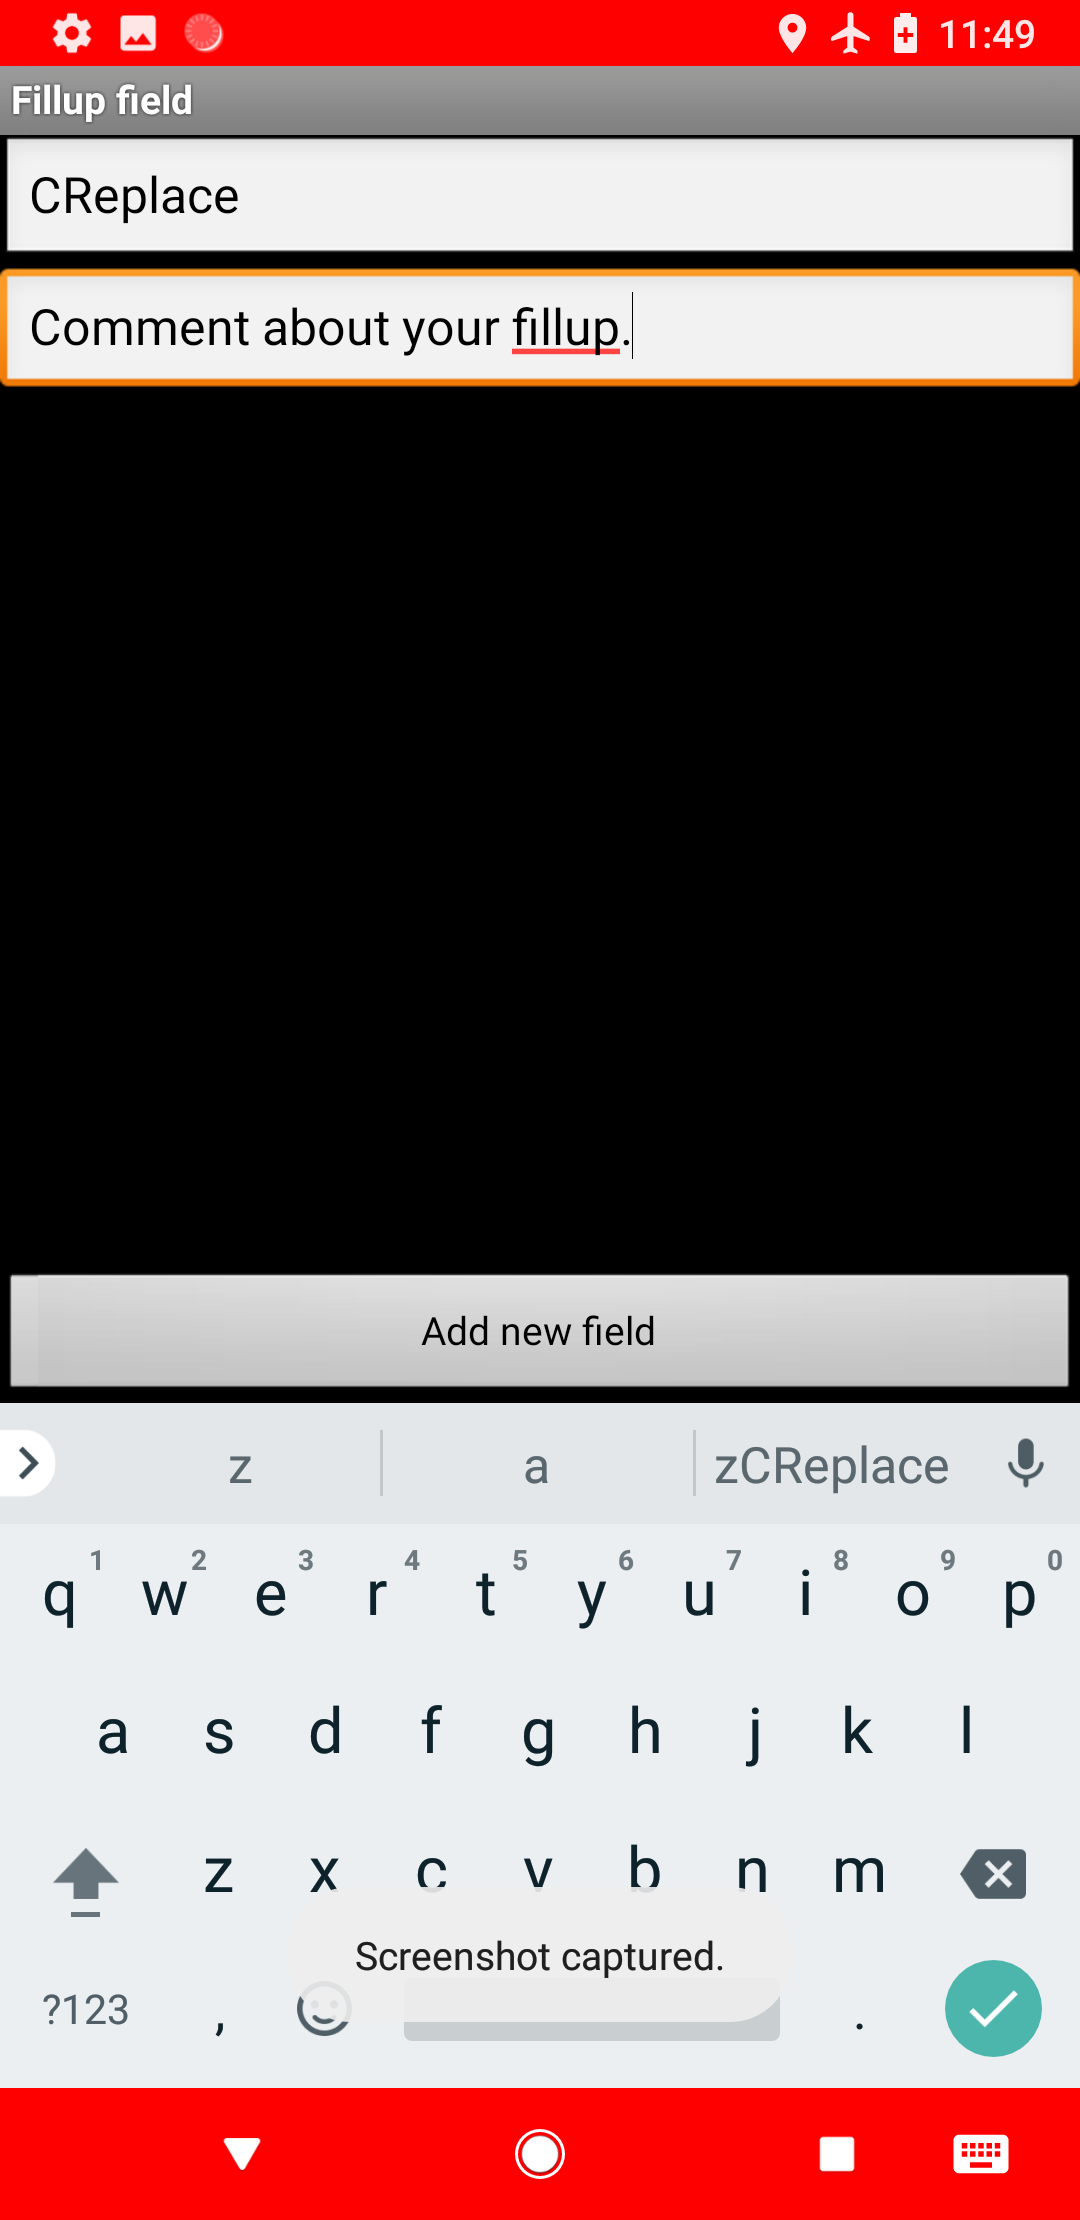 11:49
Fillup field
CReplace
Comment about your fillup.
Add new field
z a zCReplace
1 2 3 4 5 6 7 8 9 0
q w e r t y u i o p
a s d f g h j k l
z x c v b n m
Screenshot captured.
?123 , .